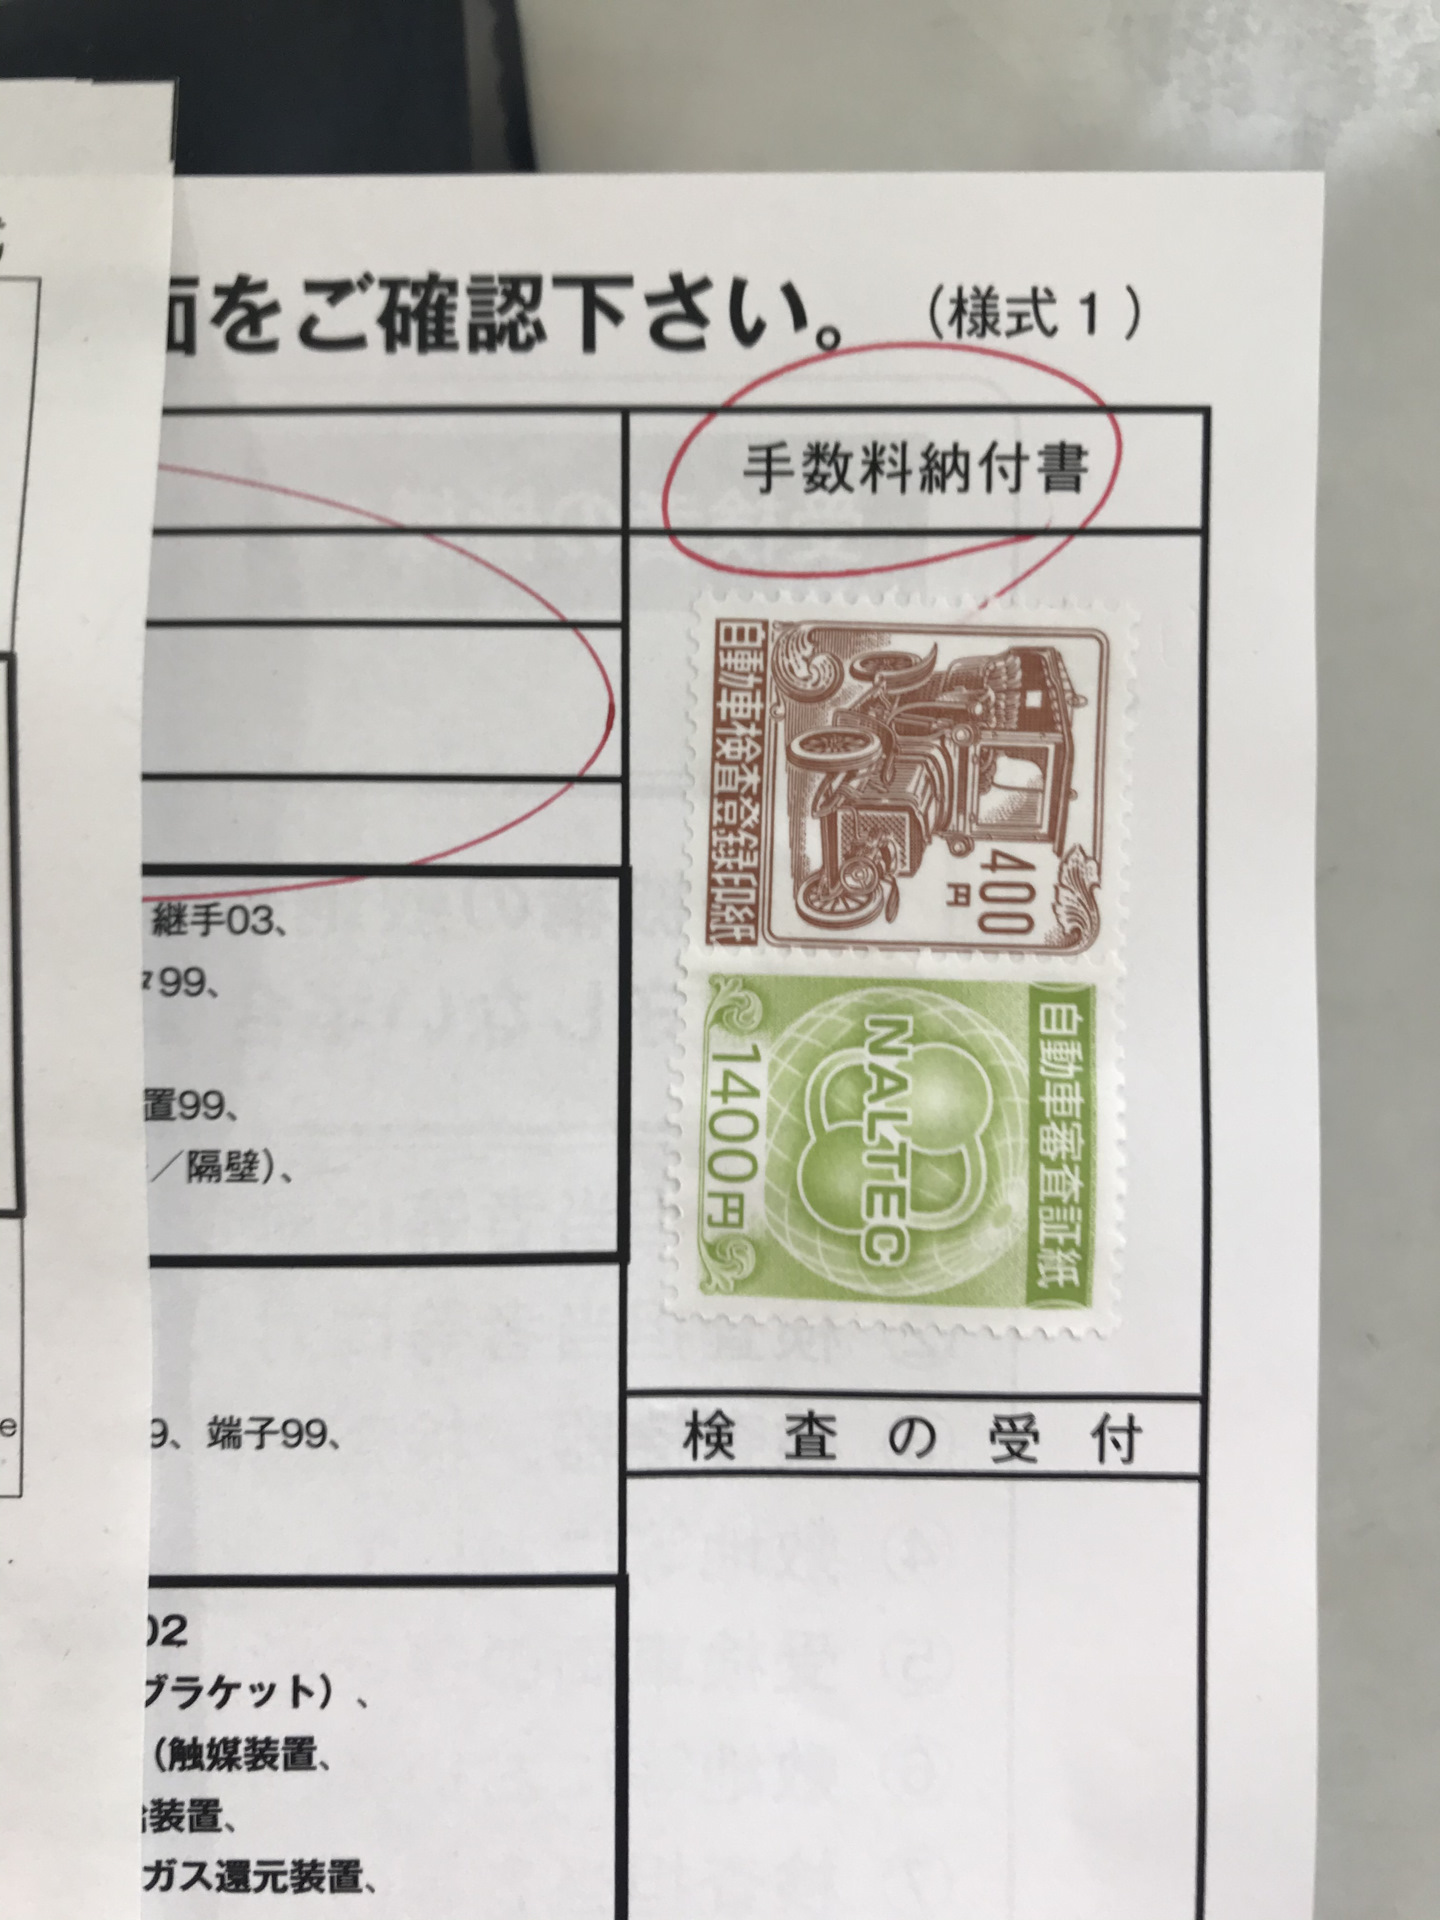 面をご確認下さい。（様式1）
手数料納付書
自動車検査登録印紙
400
円
自動車審査証紙
NALTEC
1400円
継手03、
99、
置99、
／隔壁）、
検査の受付
9、端子99、
02
ブラケット）、
（触媒装置、
装置、
ガス還元装置、
e